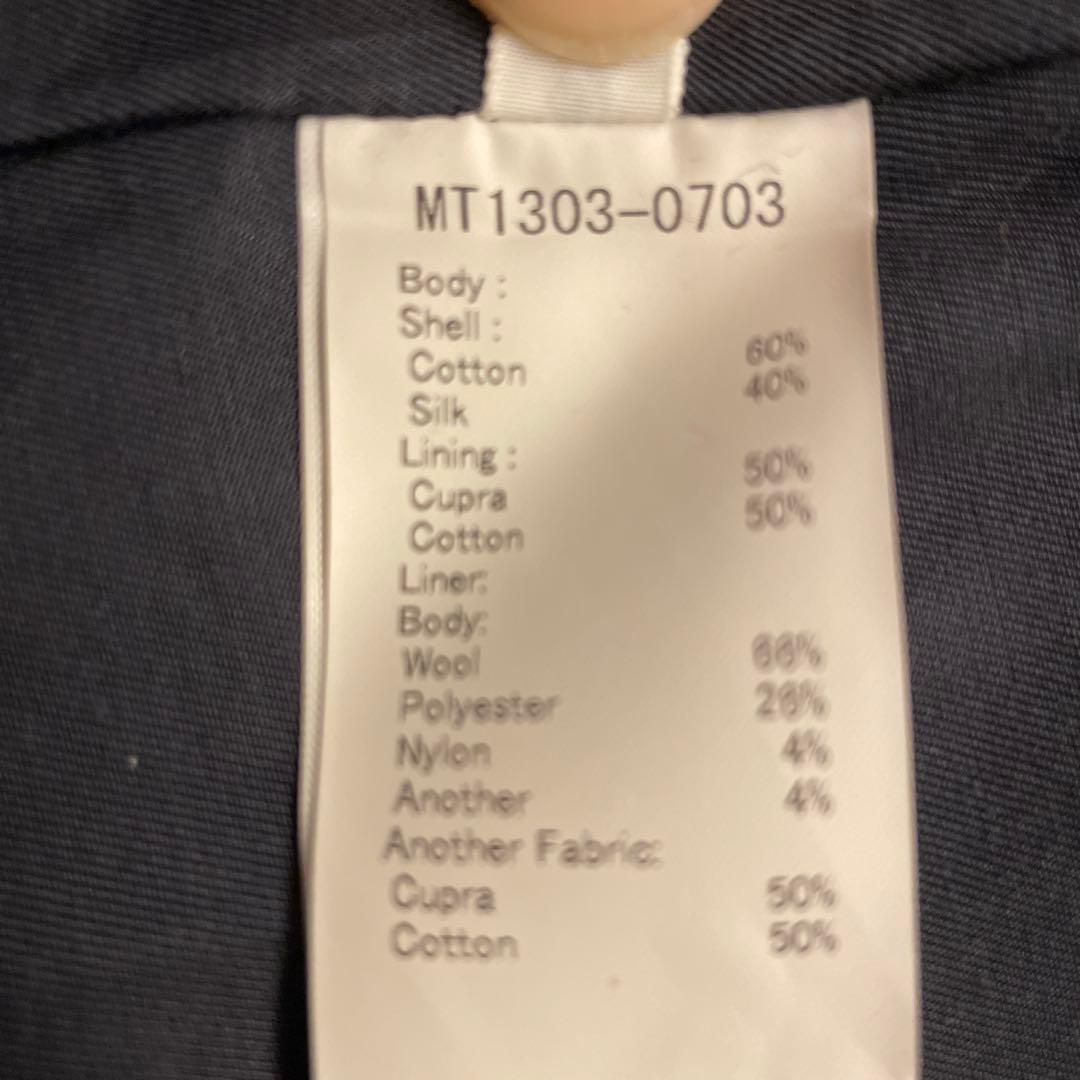 MT1303-0703
Body :
Shell :
Cotton 60%
Silk 40%
Lining :
Cupra 50%
Cotton 50%
Liner:
Body:
Wool 66%
Polyester 26%
Nylon 4%
Another 4%
Another Fabric:
Cupra 50%
Cotton 50%